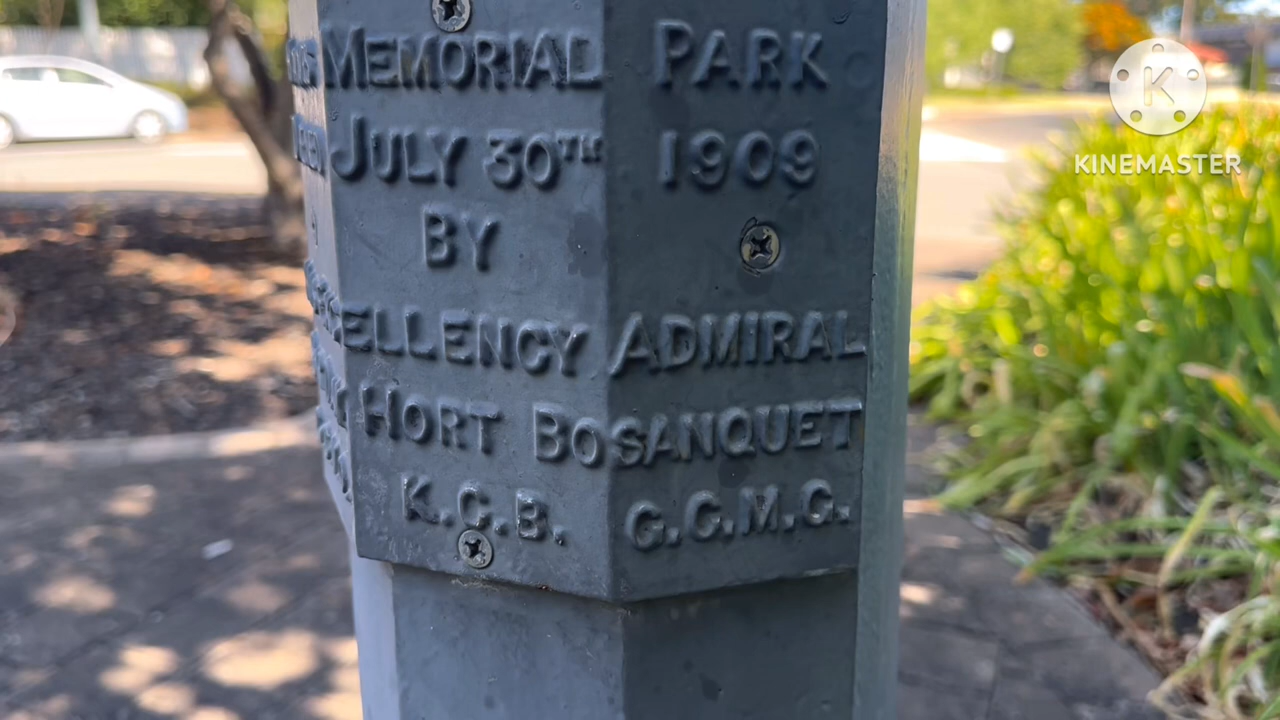 MEMORIAL PARK
JULY 30TH 1909
BY
ADMIRAL
HORT BOSANQUET
K.C.B. G.C.M.G.
K
KINEMASTER